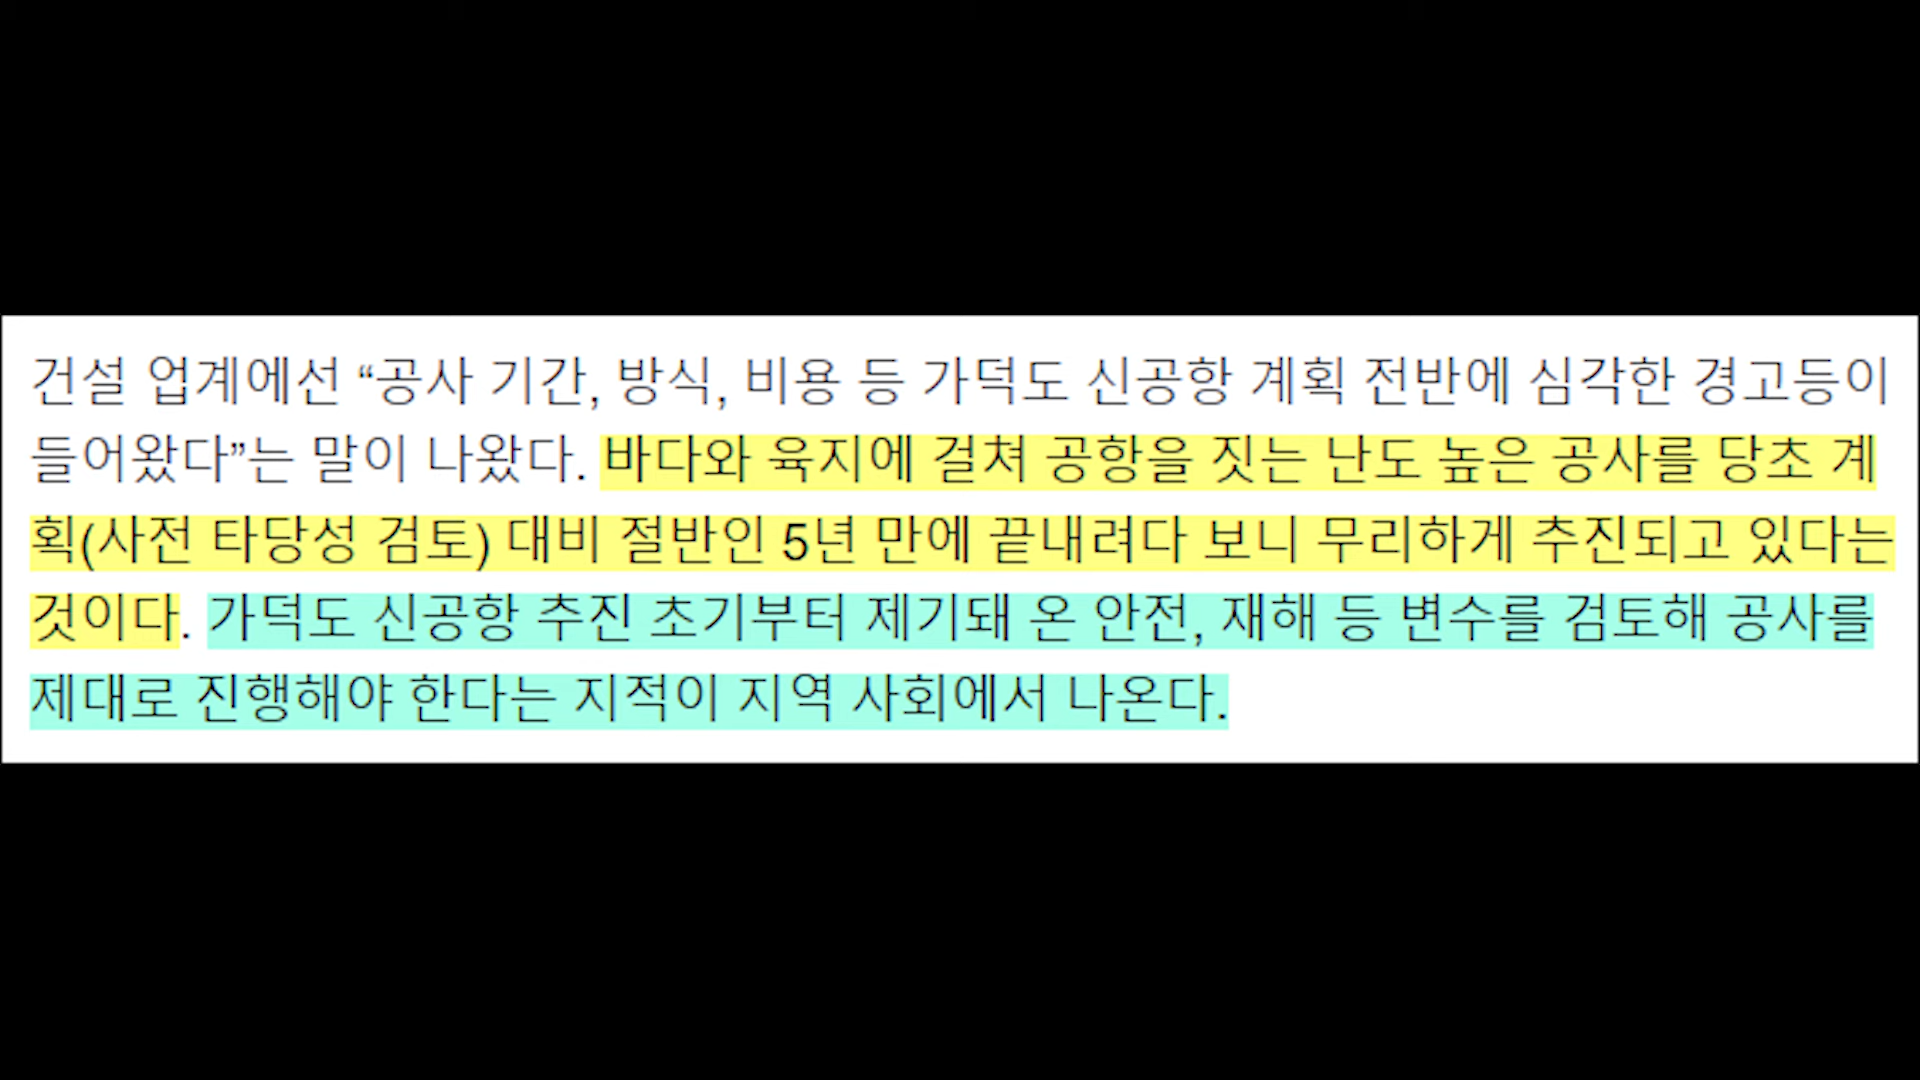 건설 업계에선 “공사 기간, 방식, 비용 등 가덕도 신공항 계획 전반에 심각한 경고등이
들어왔다”는 말이 나왔다. 바다와 육지에 걸쳐 공항을 짓는 난도 높은 공사를 당초 계
획(사전 타당성 검토) 대비 절반인 5년 만에 끝내려다 보니 무리하게 추진되고 있다는
것이다. 가덕도 신공항 추진 초기부터 제기돼 온 안전, 재해 등 변수를 검토해 공사를
제대로 진행해야 한다는 지적이 지역 사회에서 나온다.